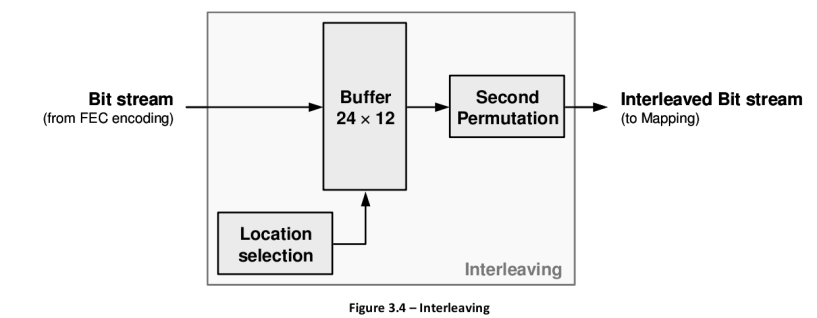 Bit stream
(from FEC encoding)
Buffer
24 × 12
Second
Permutation
Interleaved Bit stream
(to Mapping)
Location
selection
Interleaving
Figure 3.4 – Interleaving